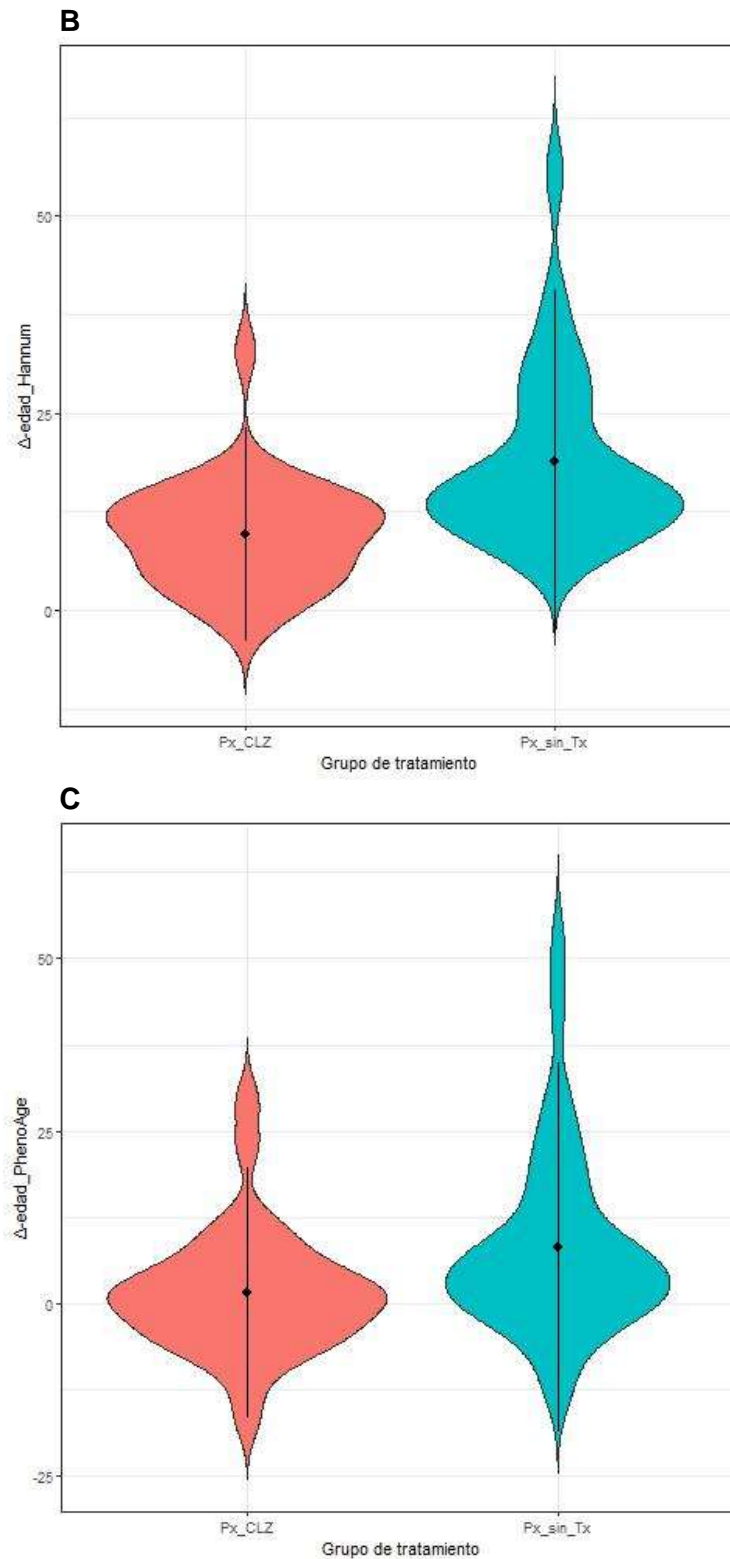 B
Δ-edad_Hannum
50
25
0
Px_CLZ
Px_sin_Tx
Grupo de tratamiento
C
Δ-edad_PhenoAge
50
25
0
-25
Px_CLZ
Px_sin_Tx
Grupo de tratamiento